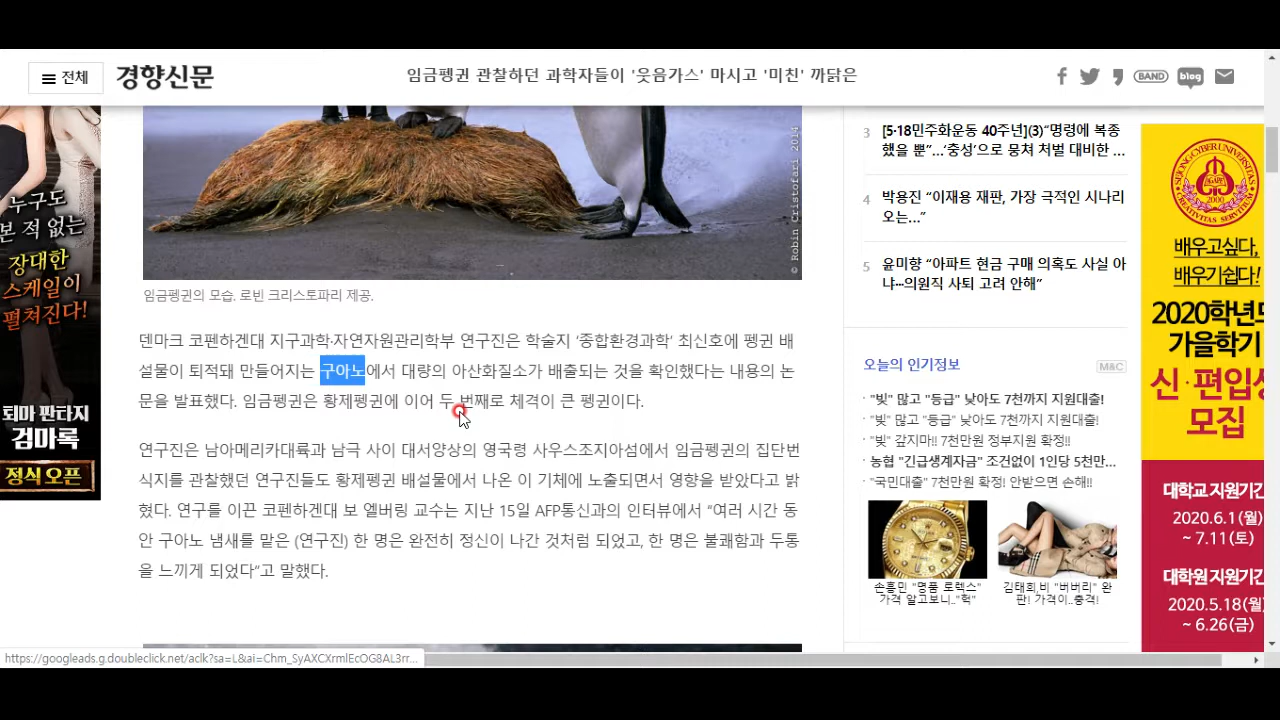 전체
경향신문
임금펭귄 관찰하던 과학자들이 '웃음가스' 마시고 '미친' 까닭은
BAND
blog
© Robin Cristofari 2014
임금펭귄의 모습. 로빈 크리스토파리 제공.
덴마크 코펜하겐대 지구과학·자연자원관리학부 연구진은 학술지 ‘종합환경과학’ 최신호에 펭귄 배
설물이 퇴적돼 만들어지는 구아노에서 대량의 아산화질소가 배출되는 것을 확인했다는 내용의 논
문을 발표했다. 임금펭귄은 황제펭귄에 이어 두 번째로 체격이 큰 펭귄이다.
연구진은 남아메리카대륙과 남극 사이 대서양상의 영국령 사우스조지아섬에서 임금펭귄의 집단번
식지를 관찰했던 연구진들도 황제펭귄 배설물에서 나온 이 기체에 노출되면서 영향을 받았다고 밝
혔다. 연구를 이끈 코펜하겐대 보 엘버링 교수는 지난 15일 AFP통신과의 인터뷰에서 “여러 시간 동
안 구아노 냄새를 맡은 (연구진) 한 명은 완전히 정신이 나간 것처럼 되었고, 한 명은 불쾌함과 두통
을 느끼게 되었다”고 말했다.
누구도
본 적 없는
장대한
스케일이
펼쳐진다!
퇴마 판타지
검마록
정식 오픈
3 [5·18민주화운동 40주년](3)“명령에 복종
했을 뿐”…‘충성’으로 뭉쳐 처벌 대비한 ...
4 박용진 “이재용 재판, 가장 극적인 시나리
오는…”
5 윤미향 “아파트 현금 구매 의혹도 사실 아
냐…의원직 사퇴 고려 안해”
오늘의 인기정보
M&C
· "빚" 많고 "등급" 낮아도 7천까지 지원대출!
· "빚" 많고 "등급" 낮아도 7천까지 지원대출!
· "빚" 갚지마!! 7천만원 정부지원 확정!!
· 농협 "긴급생계자금" 조건없이 1인당 5천만...
· "국민대출" 7천만원 확정! 안받으면 손해!!
손흥민 "명품 로렉스"
가격 알고보니.."헉"
김태희,비 "버버리" 완
판! 가격이..충격!
2000
배우고싶다,
배우기쉽다!
2020학년도
가을학기
신·편입생
모집
대학교 지원기간
2020.6.1(월)
~ 7.11(토)
대학원 지원기간
2020.5.18(월)
~ 6.26(금)
https://googleads.g.doubleclick.net/aclk?sa=L&ai=Chm_SyAXCXrmlEcOG8AL3rr...